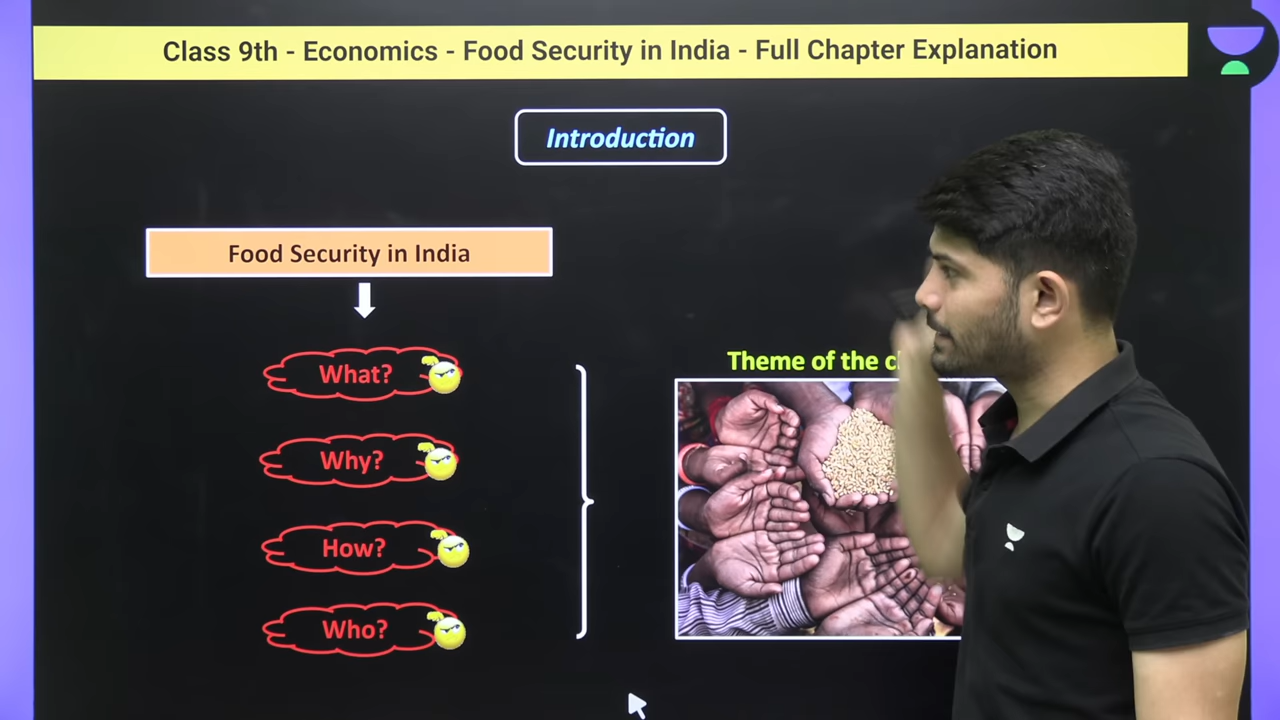 Class 9th - Economics - Food Security in India - Full Chapter Explanation
Introduction
Food Security in India
What?
Why?
How?
Who?
Theme of the